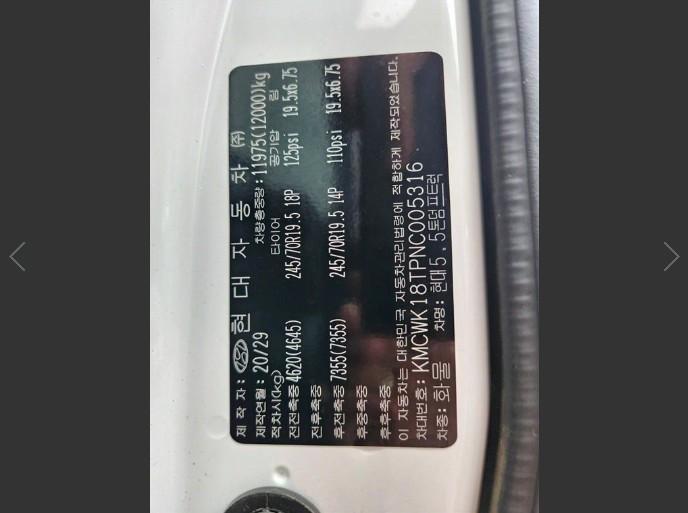 제 작 자: 현 대 자 동 차 (주)
제작연월: 20/29 차량총중량: 11975(12000)kg
적차시(kg) 타이어 공기압 림
전전축중 4620(4645) 245/70R19.5 18P 125psi 19.5x6.75
전후축중
후전축중 7355(7355) 245/70R19.5 14P 110psi 19.5x6.75
후중축중
후후축중
이 자동차는 대한민국 자동차관리법령에 적합하게 제작되었습니다.
차대번호: KMCWK18TPNC005316
차종: 화물 차명: 현대 5.5톤덤프트럭